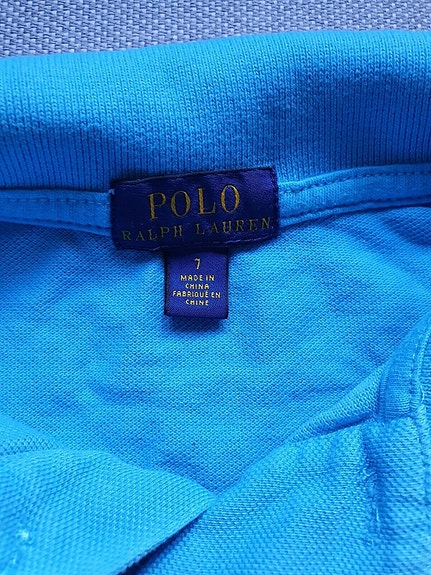 POLO
RALPH LAUREN
7
MADE IN
CHINA
FABRIQUÉ EN
CHINE